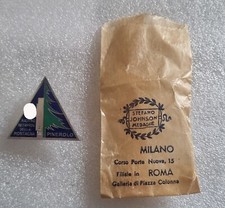 PINEROLO
STEFANO
JOHNSON
MEDAGLIE
MILANO
Corso Porta Nuova, 15
Filiale in ROMA
Galleria di Piazza Colonna